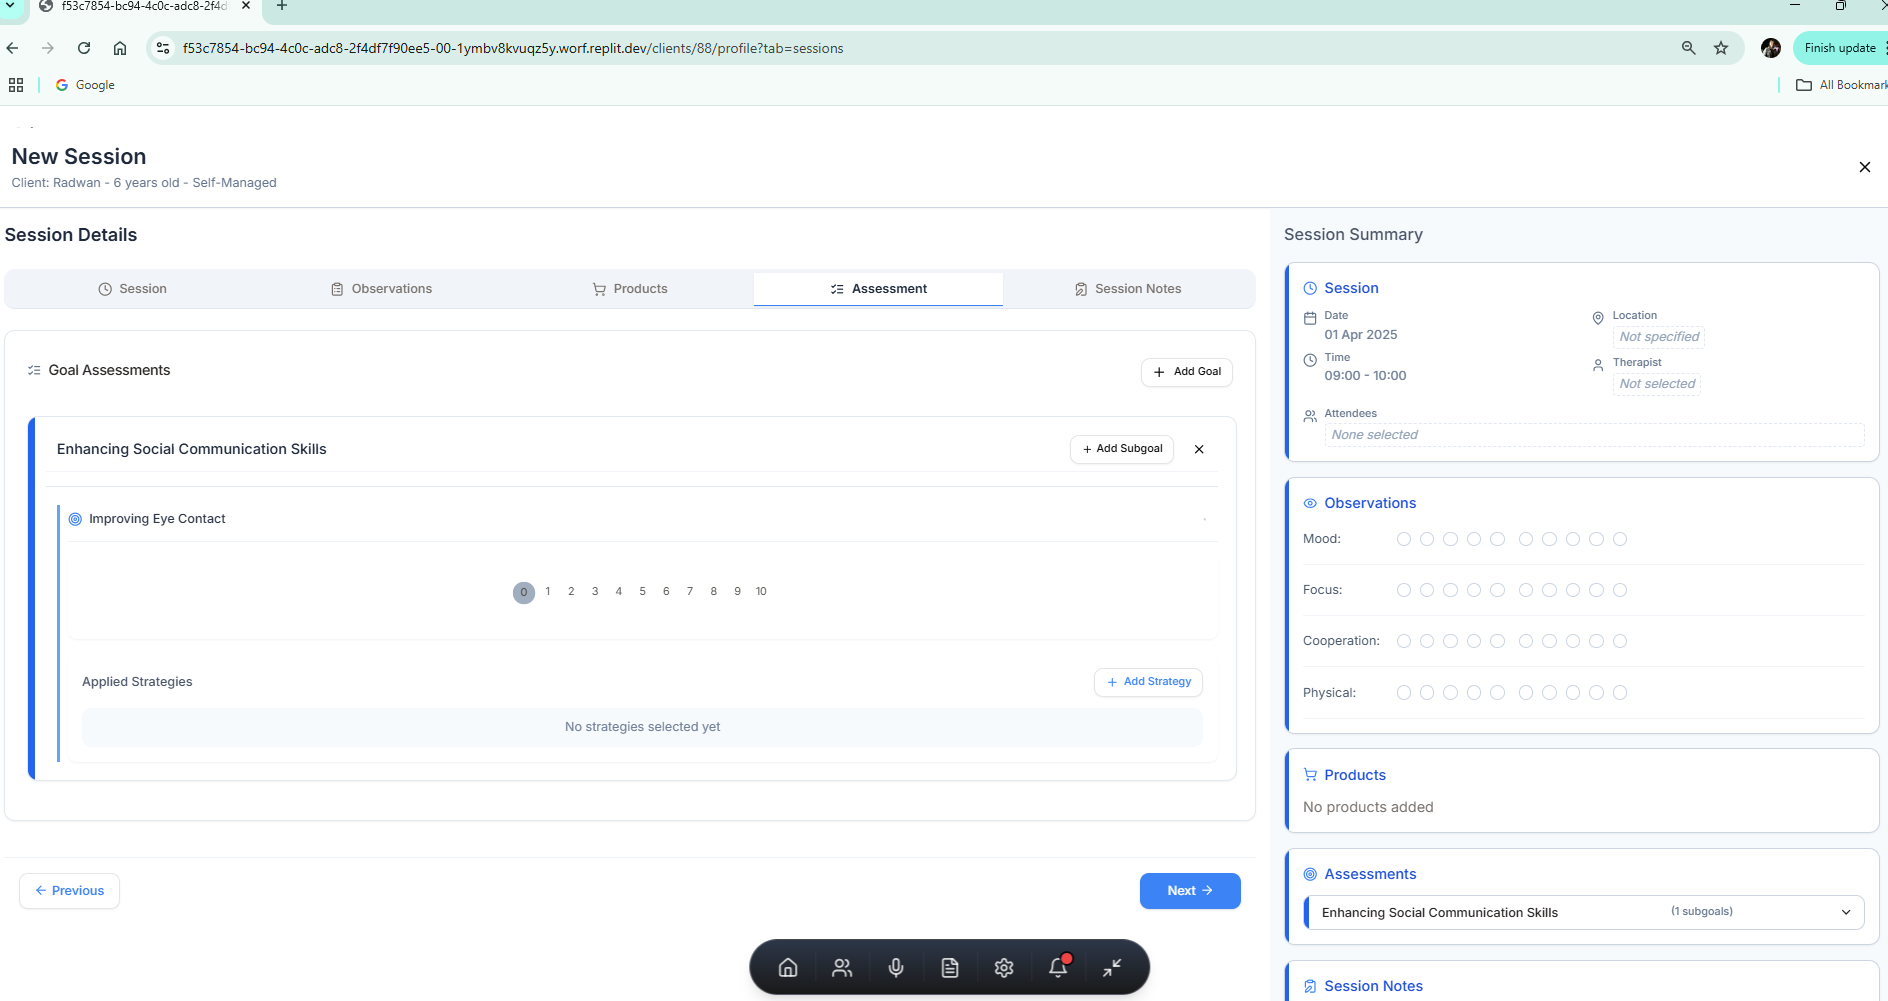 f53c7854-bc94-4c0c-adc8-2f4d
f53c7854-bc94-4c0c-adc8-2f4df7f90ee5-00-1ymbv8kvuqz5y.worf.replit.dev/clients/88/profile?tab=sessions
Finish update
Google
All Bookmark
New Session
Client: Radwan - 6 years old - Self-Managed
Session Details
Session
Observations
Products
Assessment
Session Notes
Goal Assessments
+ Add Goal
Enhancing Social Communication Skills
+ Add Subgoal
Improving Eye Contact
0 1 2 3 4 5 6 7 8 9 10
Applied Strategies
+ Add Strategy
No strategies selected yet
← Previous
Next →
Session Summary
Session
Date
01 Apr 2025
Location
Not specified
Time
09:00 - 10:00
Therapist
Not selected
Attendees
None selected
Observations
Mood:
Focus:
Cooperation:
Physical:
Products
No products added
Assessments
Enhancing Social Communication Skills (1 subgoals)
Session Notes